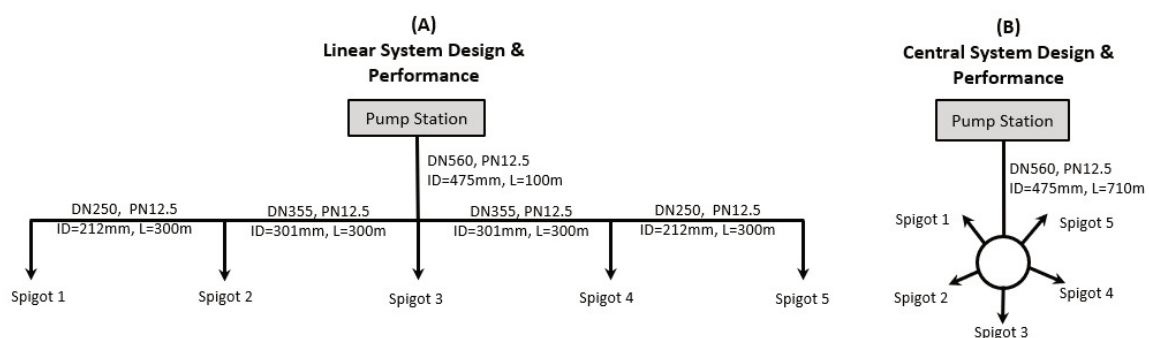 (A)
Linear System Design &
Performance
Pump Station
DN560, PN12.5
ID=475mm, L=100m
DN250, PN12.5
ID=212mm, L=300m
DN355, PN12.5
ID=301mm, L=300m
DN355, PN12.5
ID=301mm, L=300m
DN250, PN12.5
ID=212mm, L=300m
Spigot 1
Spigot 2
Spigot 3
Spigot 4
Spigot 5
(B)
Central System Design &
Performance
Pump Station
DN560, PN12.5
ID=475mm, L=710m
Spigot 1
Spigot 5
Spigot 2
Spigot 4
Spigot 3